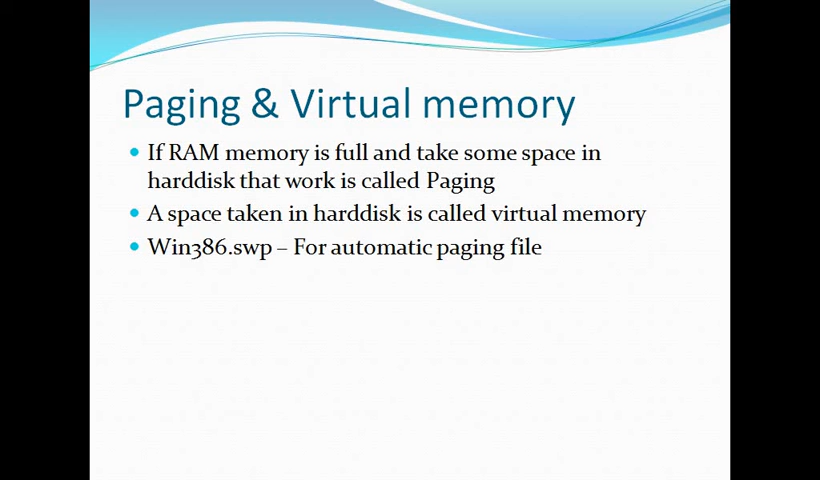 Paging & Virtual memory
If RAM memory is full and take some space in
harddisk that work is called Paging
A space taken in harddisk is called virtual memory
Win386.swp – For automatic paging file